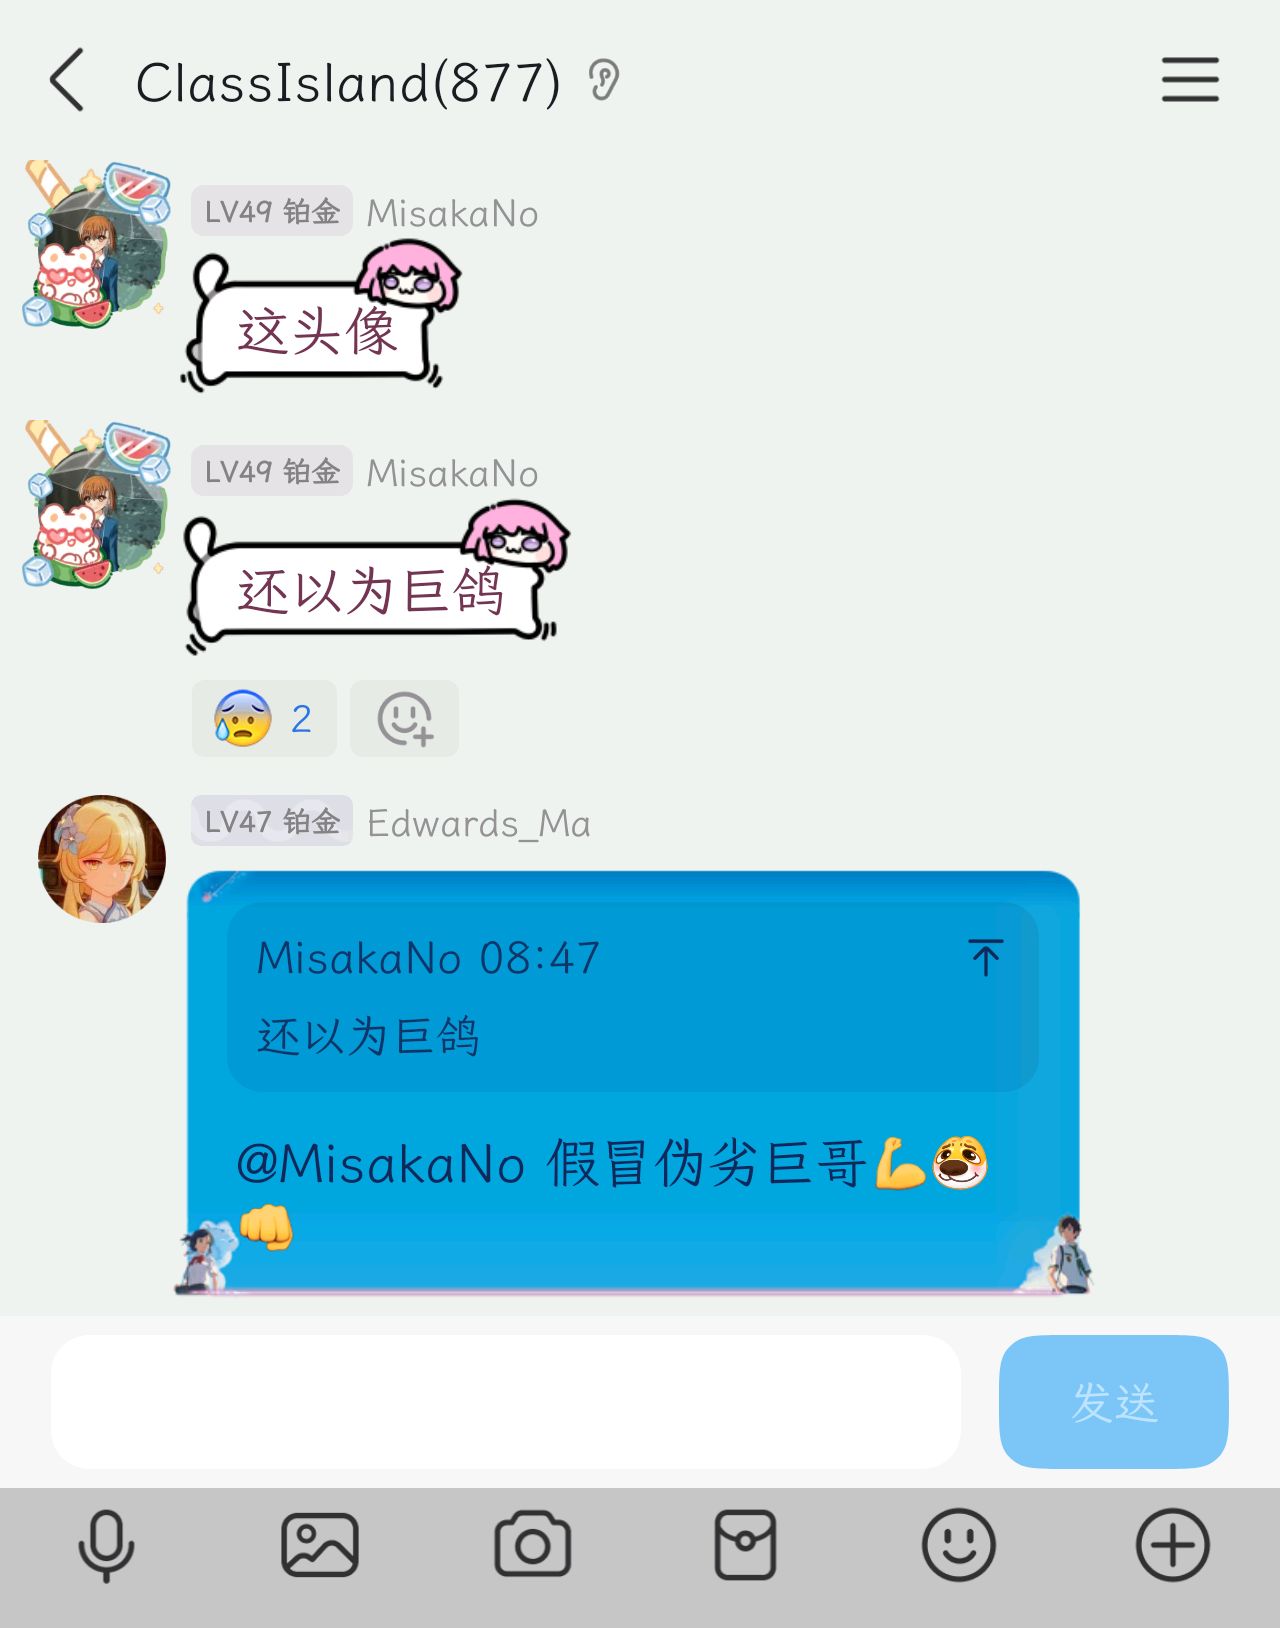 ClassIsland(877)
LV49 铂金 MisakaNo
这头像
LV49 铂金 MisakaNo
还以为巨鸽
2
LV47 铂金 Edwards_Ma
MisakaNo 08:47
还以为巨鸽
@MisakaNo 假冒伪劣巨哥
发送